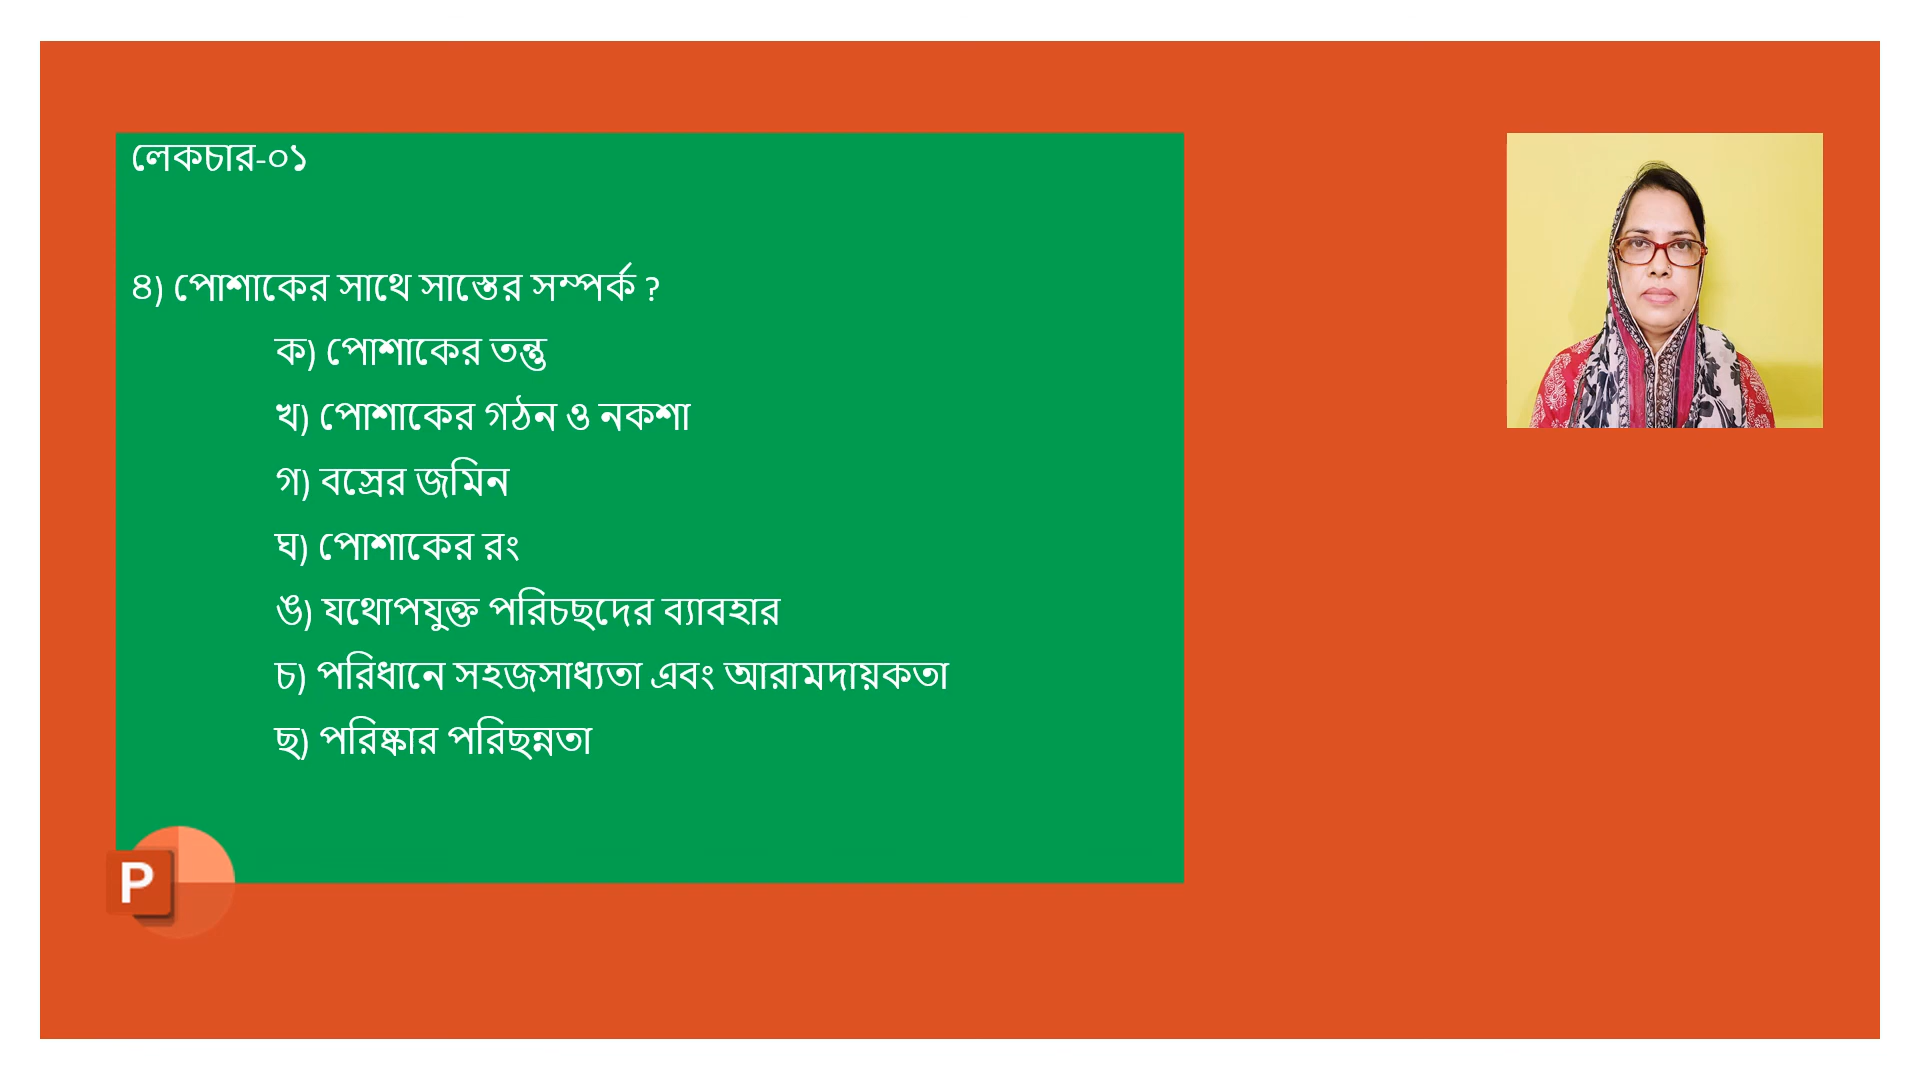 লেকচার-০১
৪) পোশাকের সাথে সাস্তের সম্পর্ক ?
ক) পোশাকের তন্তু
খ) পোশাকের গঠন ও নকশা
গ) বস্রের জমিন
ঘ) পোশাকের রং
ঙ) যথোপযুক্ত পরিচছদের ব্যাবহার
চ) পরিধানে সহজসাধ্যতা এবং আরামদায়কতা
ছ) পরিষ্কার পরিছন্নতা
P